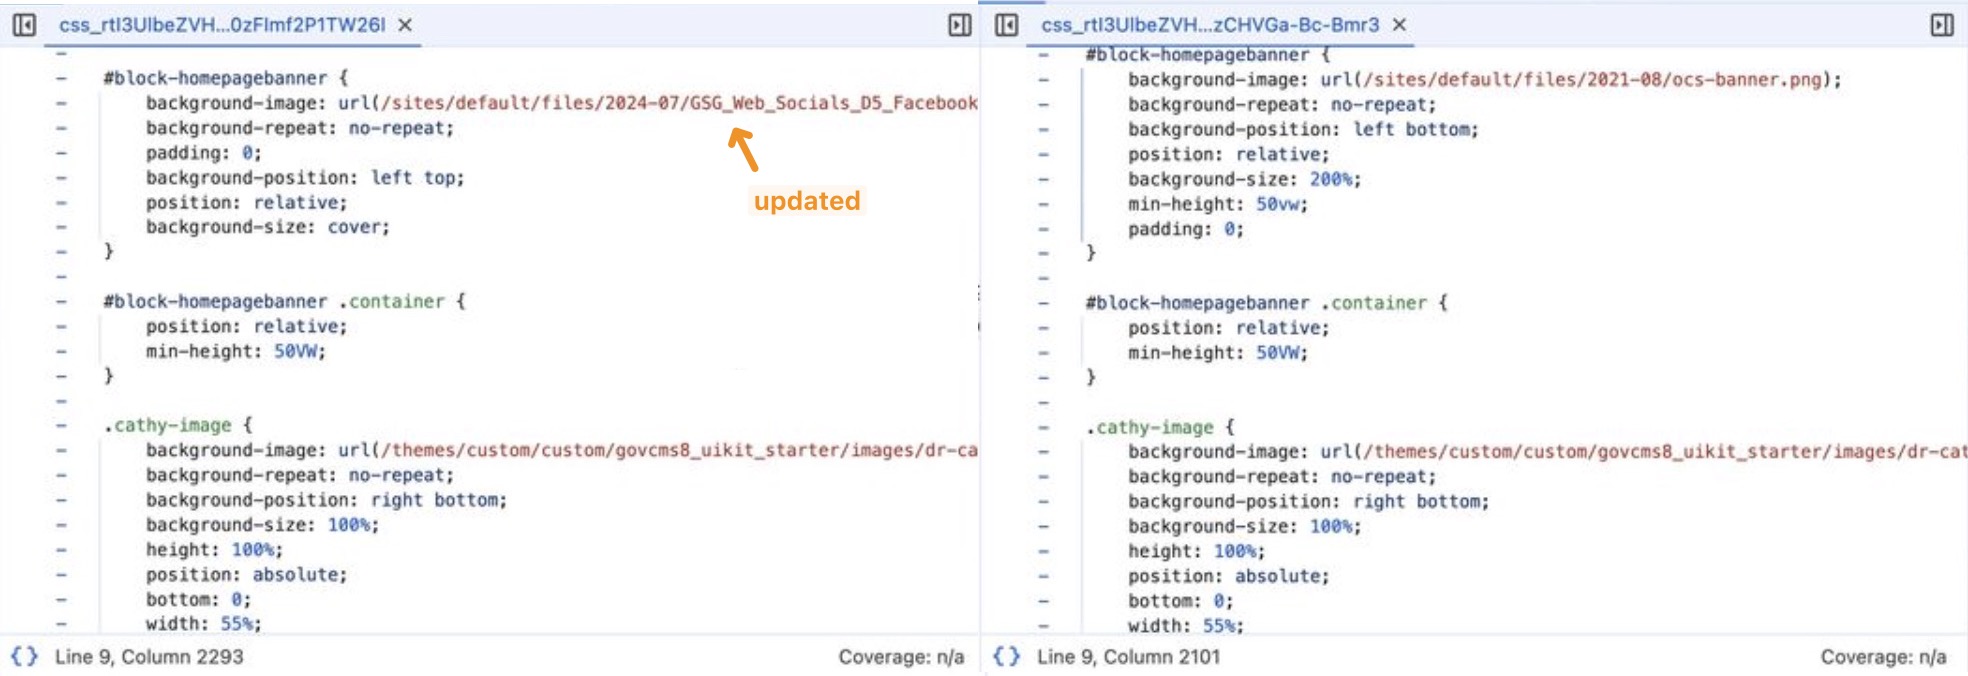 css_rtI3UlbeZVH...0zFlmf2P1TW26l
#block-homepagebanner {
background-image: url(/sites/default/files/2024-07/GSG_Web_Socials_D5_Facebook
background-repeat: no-repeat;
padding: 0;
background-position: left top;
position: relative;
background-size: cover;
}
updated
#block-homepagebanner .container {
position: relative;
min-height: 50VW;
}
.cathy-image {
background-image: url(/themes/custom/custom/govcms8_uikit_starter/images/dr-ca
background-repeat: no-repeat;
background-position: right bottom;
background-size: 100%;
height: 100%;
position: absolute;
bottom: 0;
width: 55%;
{} Line 9, Column 2293 Coverage: n/a
css_rtI3UlbeZVH...zCHVGa-Bc-Bmr3
#block-homepagebanner {
background-image: url(/sites/default/files/2021-08/ocs-banner.png);
background-repeat: no-repeat;
background-position: left bottom;
position: relative;
background-size: 200%;
min-height: 50vw;
padding: 0;
}
#block-homepagebanner .container {
position: relative;
min-height: 50VW;
}
.cathy-image {
background-image: url(/themes/custom/custom/govcms8_uikit_starter/images/dr-cat
background-repeat: no-repeat;
background-position: right bottom;
background-size: 100%;
height: 100%;
position: absolute;
bottom: 0;
width: 55%;
{} Line 9, Column 2101 Coverage: n/a